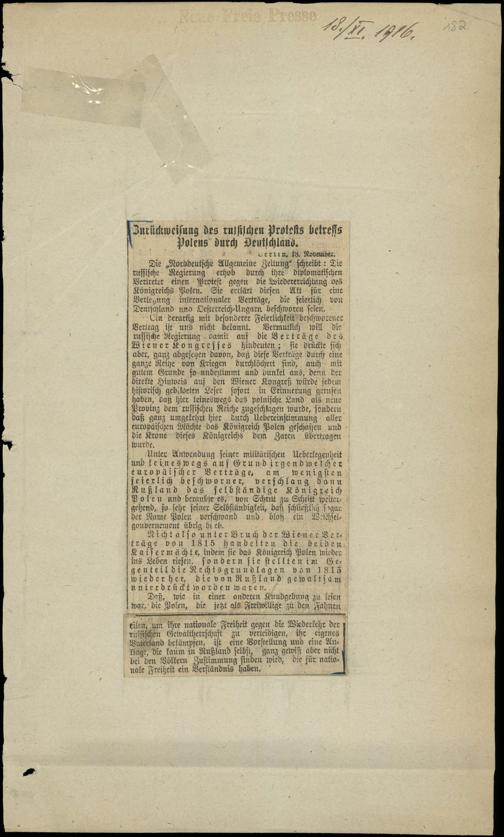 Neue Freie Presse
18./XI. 1916.
182
Zurückweisung des russischen Protests betreffs
Polens durch Deutschland.
Berlin, 18. November.
Die „Norddeutsche Allgemeine Zeitung“ schreibt: Die
russische Regierung erhob durch ihre diplomatischen
Vertreter einen Protest gegen die Wiedererrichtung des
Königreichs Polen. Sie erklärt diesen Akt für eine
Verletzung internationaler Verträge, die feierlich von
Deutschland und Oesterreich-Ungarn beschworen seien.
Ein derartig mit besonderer Feierlichkeit beschworener
Vertrag ist uns nicht bekannt. Vermutlich will die
russische Regierung damit auf die Verträge des
Wiener Kongresses hindeuten; sie drückte sich
aber, ganz abgesehen davon, daß diese Verträge durch eine
ganze Reihe von Kriegen durchlöchert sind, auch mit
gutem Grunde so unbestimmt und dunkel aus, denn der
direkte Hinweis auf den Wiener Kongreß würde jedem
historisch gebildeten Leser sofort in Erinnerung gerufen
haben, daß hier keineswegs das polnische Land als neue
Provinz dem russischen Reiche zugeschlagen wurde, sondern
daß ganz umgekehrt hier durch Uebereinstimmung aller
europäischen Mächte das Königreich Polen geschaffen und
die Krone dieses Königreichs dem Zaren übertragen
wurde.
Unter Anwendung seiner militärischen Ueberlegenheit
und keineswegs auf Grund irgendwelcher
europäischer Verträge, am wenigsten
feierlich beschworner, verschlang dann
Rußland das selbständige Königreich
Polen und beraubte es, von Schritt zu Schritt weiter-
gehend, so sehr seiner Selbständigkeit, daß schließlich sogar
der Name Polen verschwand und bloß ein Weichsel-
gouvernement übrig blieb.
Nicht also unter Bruch der Wiener Ver-
träge von 1815 handelten die beiden
Kaisermächte, indem sie das Königreich Polen wieder
ins Leben riefen, sondern sie stellten im Ge-
genteil die Rechtsgrundlagen von 1815
wieder her, die von Rußland gewaltsam
unterdrückt worden waren.
Daß, wie in einer anderen Kundgebung zu lesen
war, die Polen, die jetzt als Freiwillige zu den Fahnen
eilen, um ihre nationale Freiheit gegen die Wiederkehr der
russischen Gewaltherrschaft zu verteidigen, ihr eigenes
Vaterland bekämpfen, ist eine Vorstellung und eine An-
klage, die kaum in Rußland selbst, ganz gewiß aber nicht
bei den Völkern Zustimmung finden wird, die für natio-
nale Freiheit ein Verständnis haben.